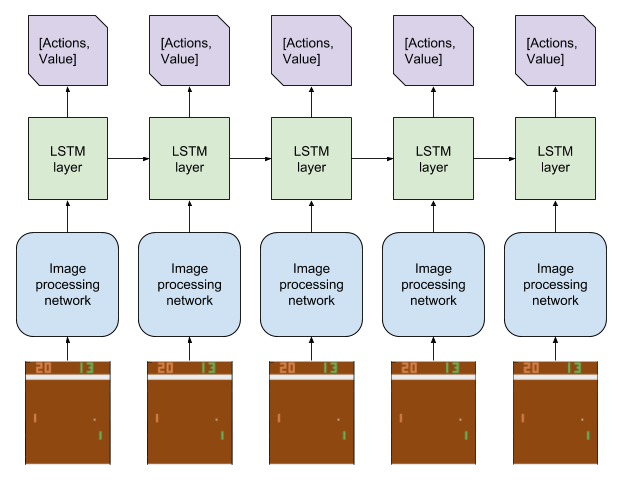 [Actions, Value] [Actions, Value] [Actions, Value] [Actions, Value] [Actions, Value]
LSTM layer LSTM layer LSTM layer LSTM layer LSTM layer
Image processing network Image processing network Image processing network Image processing network Image processing network
20 13 20 13 20 13 20 13 20 13